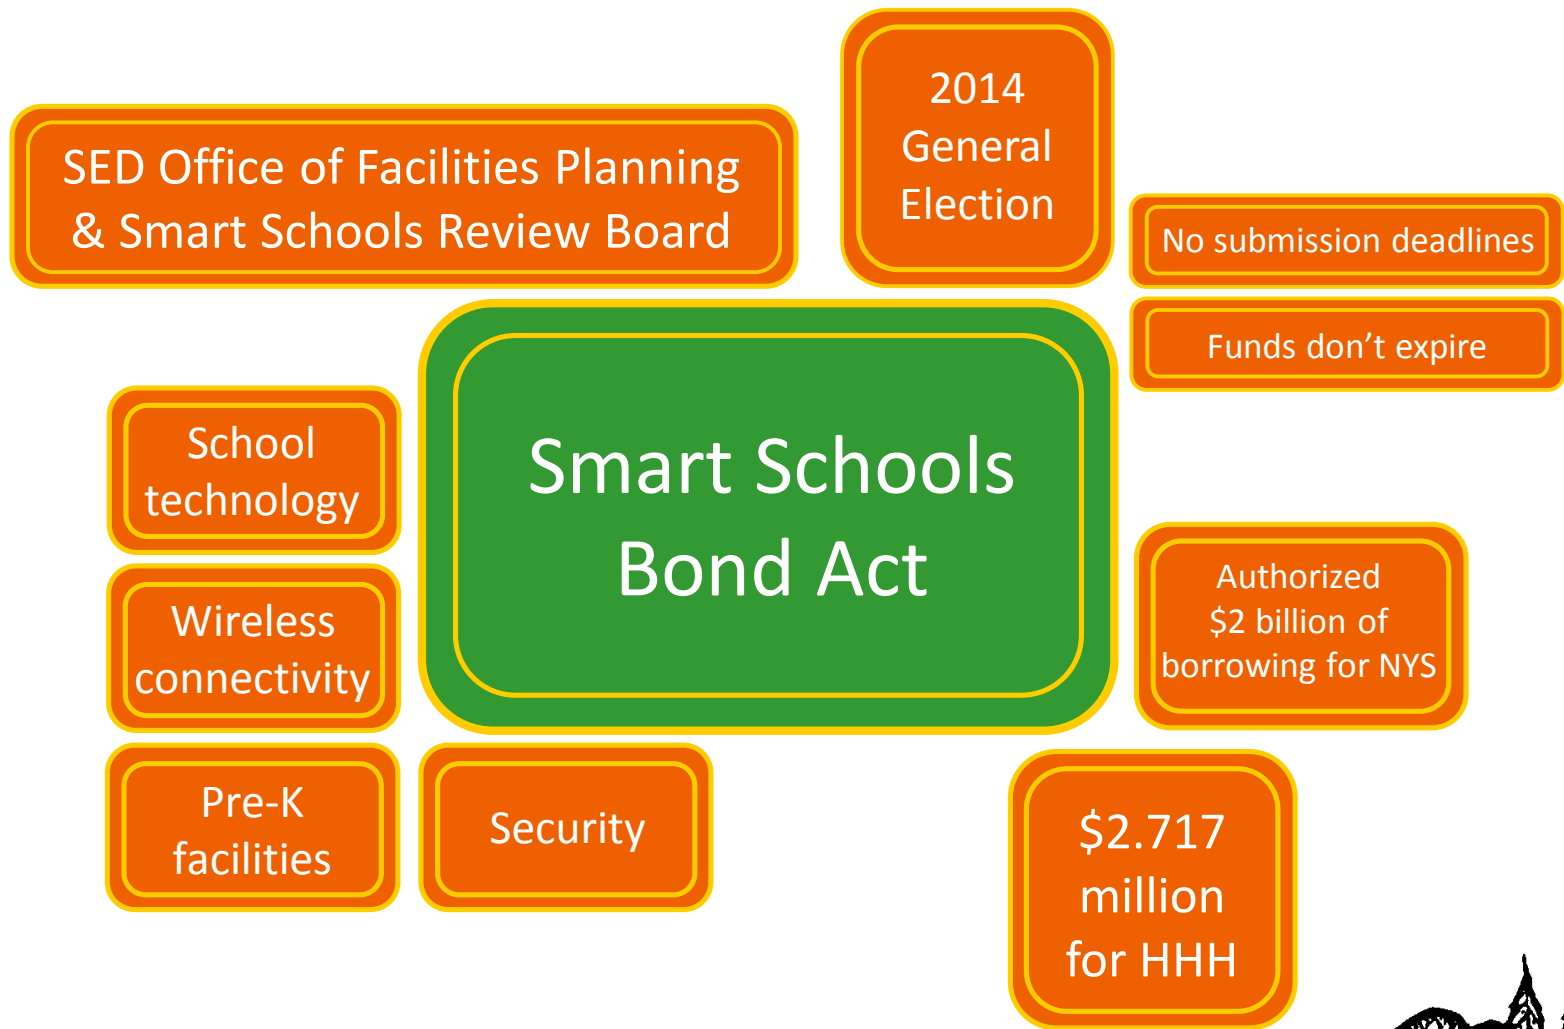 2014
General
Election
SED Office of Facilities Planning
& Smart Schools Review Board
No submission deadlines
Funds don’t expire
Smart Schools
Bond Act
School
technology
Wireless
connectivity
Pre-K
facilities
Security
Authorized
$2 billion of
borrowing for NYS
$2.717
million
for HHH